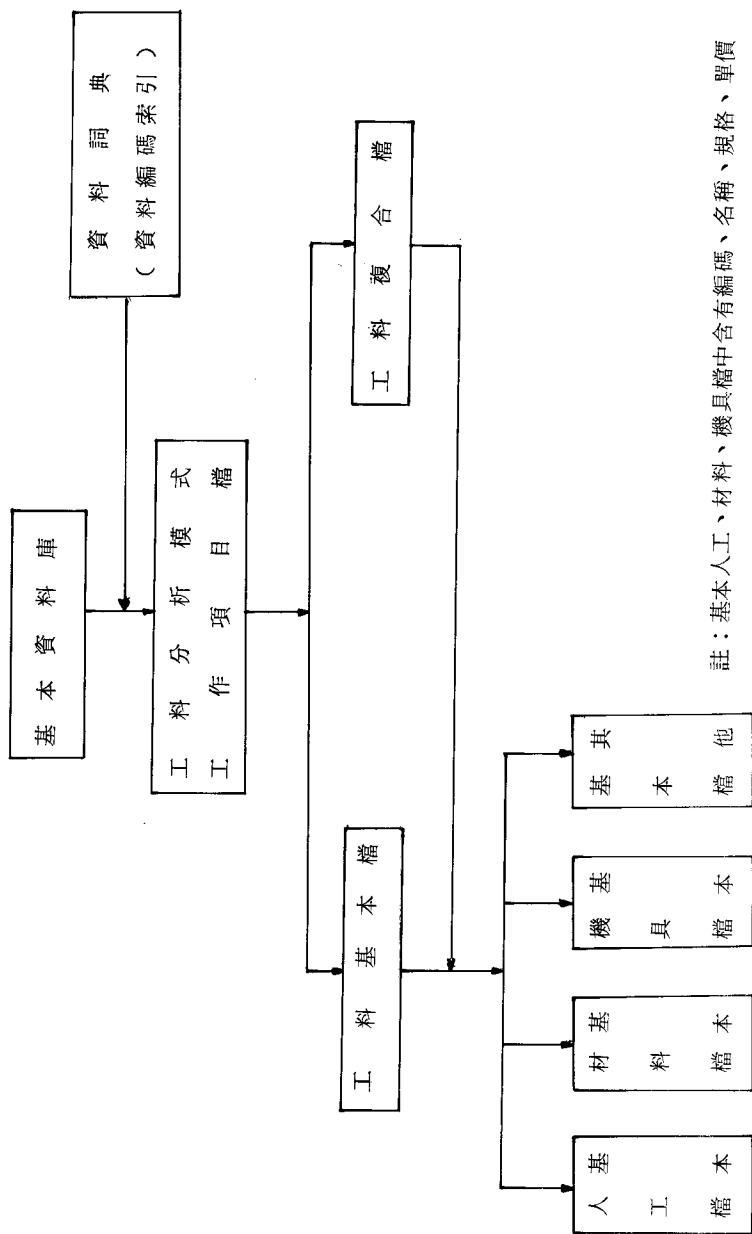 基本資料庫
資料詞典
（資料編碼索引）
工料分析模式
工作項目檔
工料基本檔
工料複合檔
基本
人工檔
基本
材料檔
基本
機具檔
其他
基本檔
註：基本人工、材料、機具檔中含有編碼、名稱、規格、單價